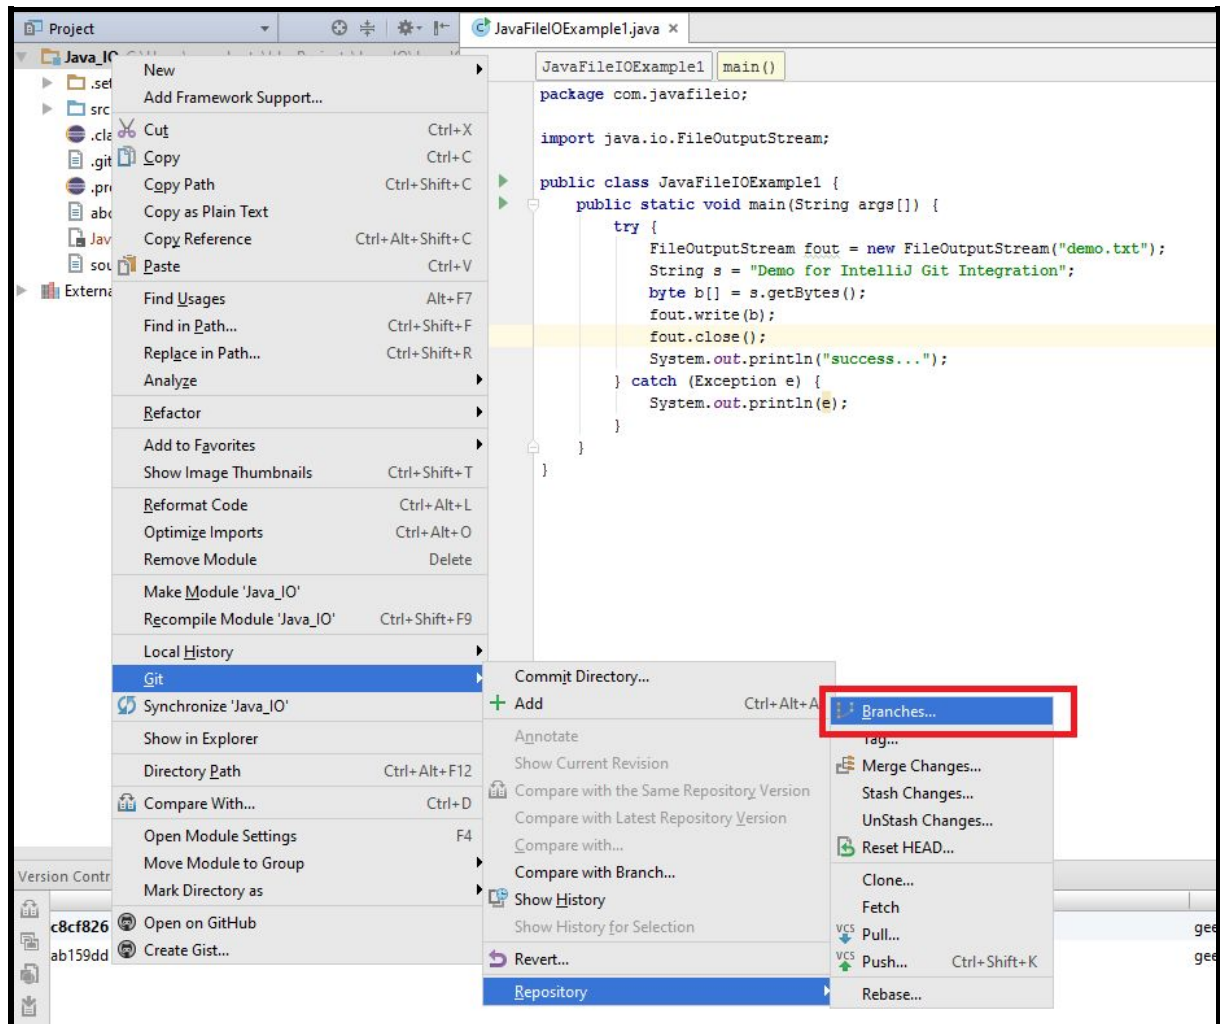 Project
JavaFileIOExample1.java ×
Java_IO
JavaFileIOExample1 main()
.set
src
.cla
.git
.pro
abc
Jav
sou
Externa
New
Add Framework Support...
Cut Ctrl+X
Copy Ctrl+C
Copy Path Ctrl+Shift+C
Copy as Plain Text
Copy Reference Ctrl+Alt+Shift+C
Paste Ctrl+V
Find Usages Alt+F7
Find in Path... Ctrl+Shift+F
Replace in Path... Ctrl+Shift+R
Analyze
Refactor
Add to Favorites
Show Image Thumbnails Ctrl+Shift+T
Reformat Code Ctrl+Alt+L
Optimize Imports Ctrl+Alt+O
Remove Module Delete
Make Module 'Java_IO'
Recompile Module 'Java_IO' Ctrl+Shift+F9
Local History
Git
Synchronize 'Java_IO'
Show in Explorer
Directory Path Ctrl+Alt+F12
Compare With... Ctrl+D
Open Module Settings F4
Move Module to Group
Mark Directory as
Open on GitHub
Create Gist...
package com.javafileio;
import java.io.FileOutputStream;
public class JavaFileIOExample1 {
public static void main(String args[]) {
try {
FileOutputStream fout = new FileOutputStream("demo.txt");
String s = "Demo for IntelliJ Git Integration";
byte b[] = s.getBytes();
fout.write(b);
fout.close();
System.out.println("success...");
} catch (Exception e) {
System.out.println(e);
}
}
}
Commit Directory...
Add Ctrl+Alt+A
Annotate
Show Current Revision
Compare with the Same Repository Version
Compare with Latest Repository Version
Compare with...
Compare with Branch...
Show History
Show History for Selection
Revert...
Repository
Branches...
Tag...
Merge Changes...
Stash Changes...
UnStash Changes...
Reset HEAD...
Clone...
Fetch
VCS Pull...
VCS Push... Ctrl+Shift+K
Rebase...
Version Contr
c8cf826 gee
ab159dd gee